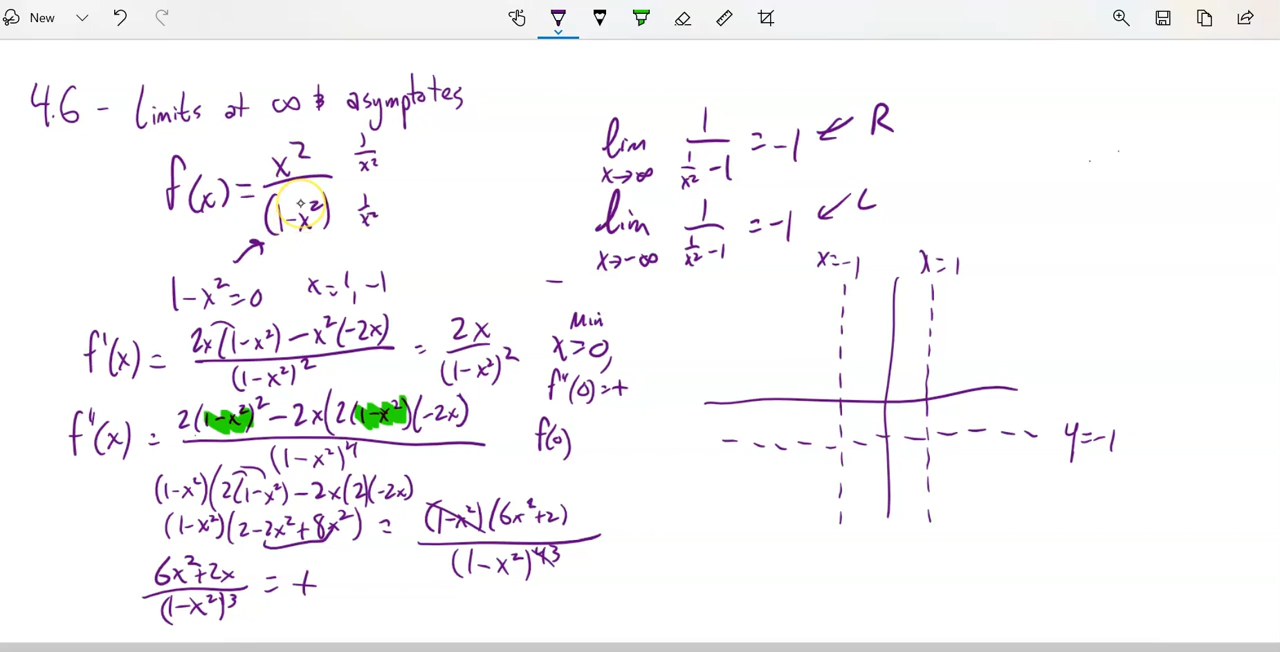 New
4.6 - Limits at ∞ & asymptotes
f(x) = x² / (1-x²)   1/x²   1/x²
1-x²=0   x=1, -1
f'(x) = (2x(1-x²) - x²(-2x)) / (1-x²)² = 2x / (1-x²)²
f''(x) = (2(1-x²)² - 2x(2(1-x²)(-2x)) / (1-x²)⁴
(1-x²)(2(1-x²) - 2x(2)(-2x)
(1-x²)(2-2x²+8x²) = (1-x²)(6x²+2) / (1-x²)⁴ ³
(6x²+2x) / (1-x²)³ = +
–
Min
x>0,
f''(0)=+
f(0)
lim x→∞ 1 / (1/x² - 1) = -1 ← R
lim x→-∞ 1 / (1/x² - 1) = -1 ← L
x=-1   x=1
y=-1